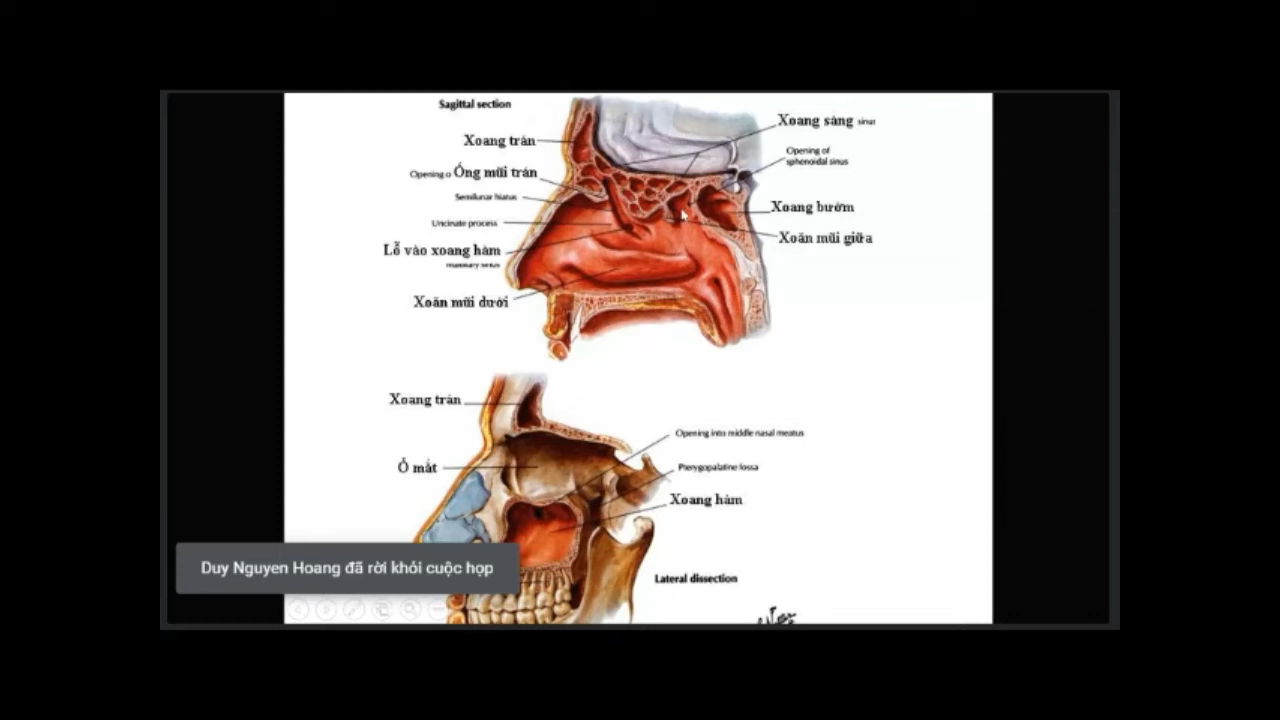 Sagittal section
Xoang sàng sinus
Xoang trán
Opening of
sphenoidal sinus
Opening o Ống mũi trán
Semilunar hiatus
Xoang bướm
Uncinate process
Xoăn mũi giữa
Lỗ vào xoang hàm
maxillary sinus
Xoăn mũi dưới
Xoang trán
Opening into middle nasal meatus
Ổ mắt
Pterygopalatine fossa
Xoang hàm
Duy Nguyen Hoang đã rời khỏi cuộc họp
Lateral dissection